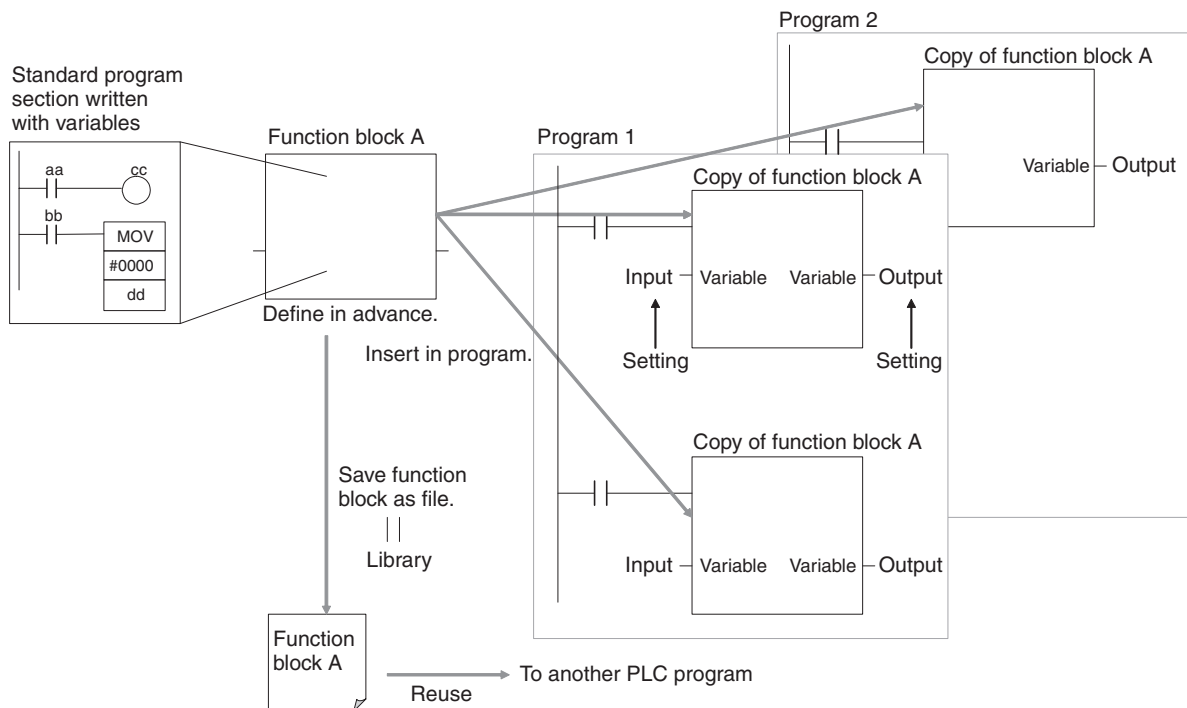 Program 2
Standard program
section written
with variables
Copy of function block A
Function block A
Program 1
aa
cc
bb
MOV
#0000
dd
Variable
Output
Copy of function block A
Input
Variable
Variable
Output
Define in advance.
Insert in program.
Setting
Setting
Copy of function block A
Save function
block as file.
Library
Input
Variable
Variable
Output
Function
block A
To another PLC program
Reuse